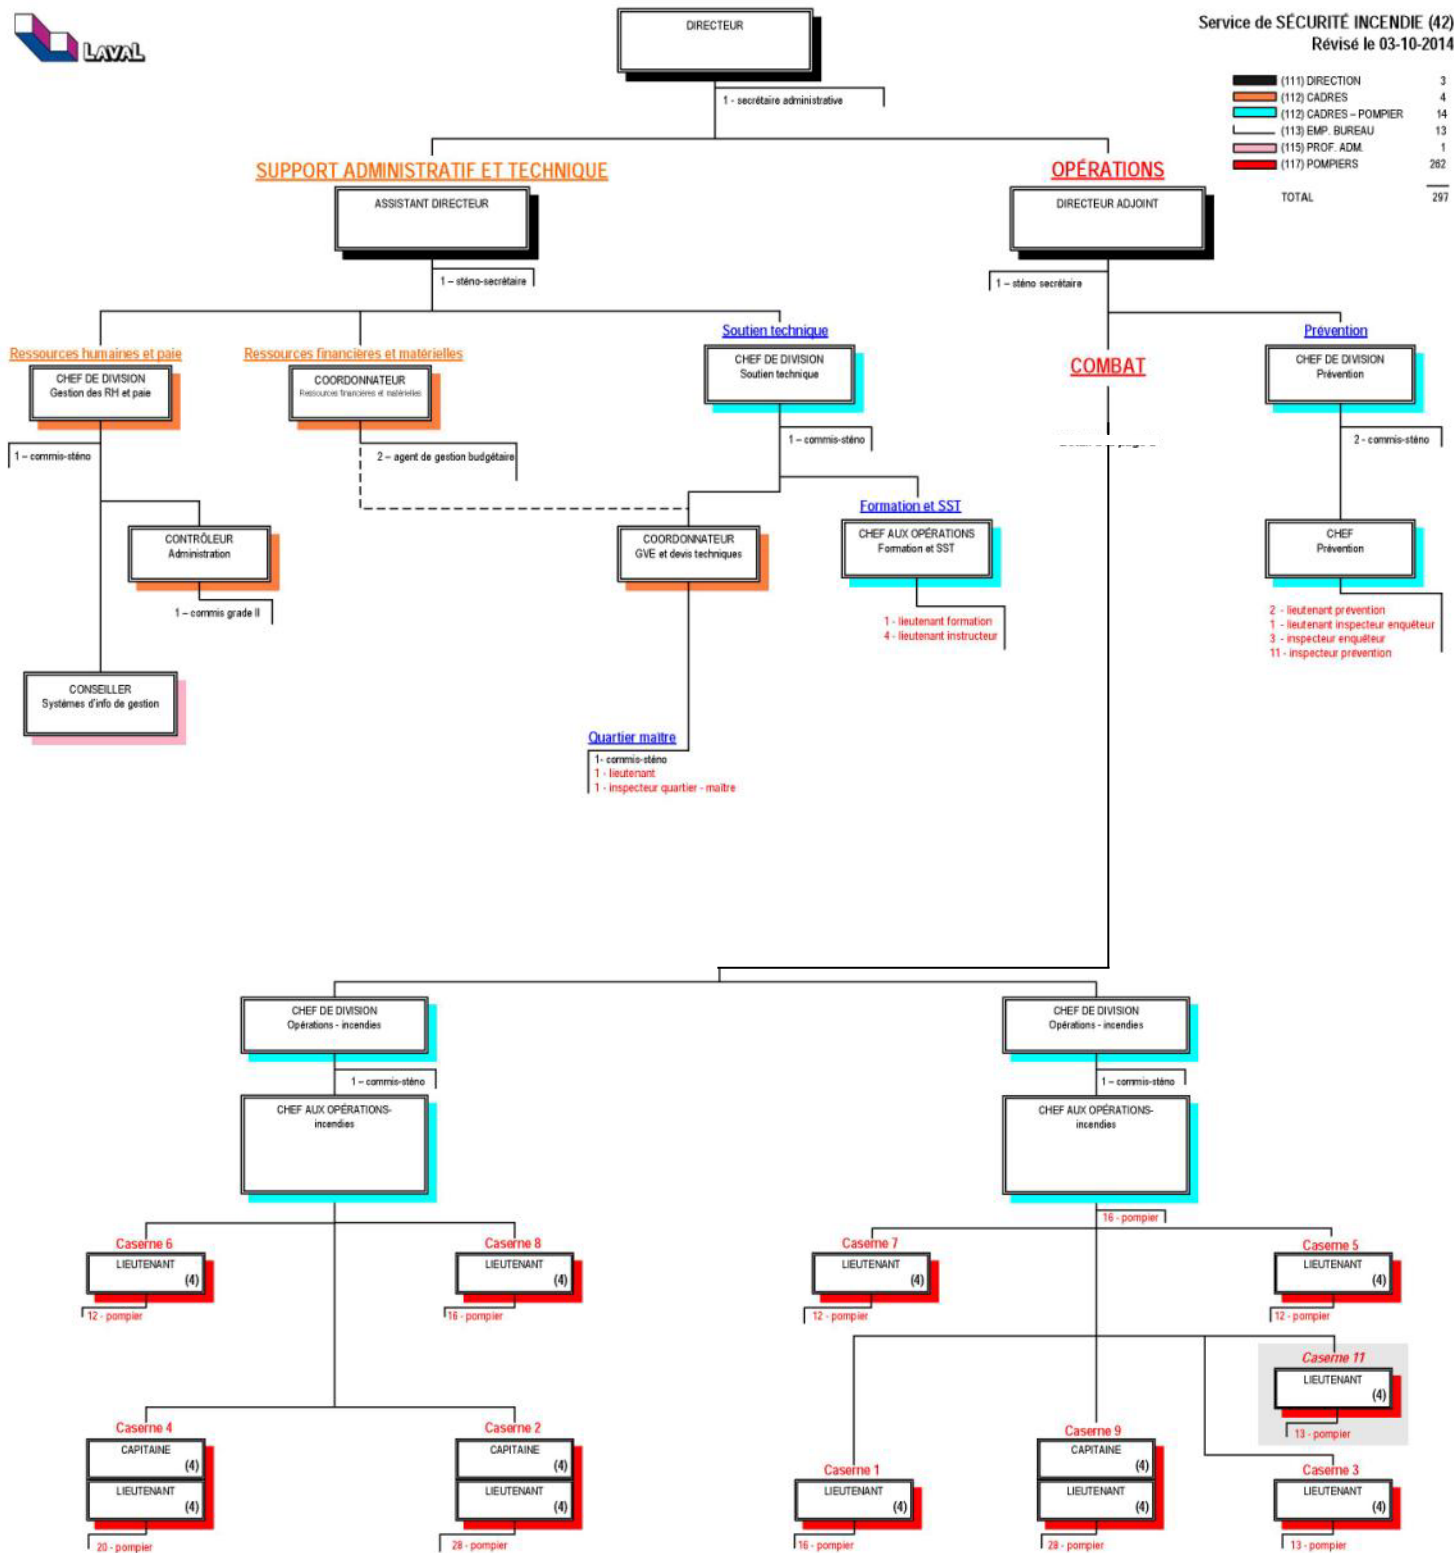 LAVAL
Service de SÉCURITÉ INCENDIE (42)
Révisé le 03-10-2014
(111) DIRECTION 3
(112) CADRES 4
(112) CADRES – POMPIER 14
(113) EMP. BUREAU 13
(115) PROF. ADM. 1
(117) POMPIERS 262
TOTAL 297
DIRECTEUR
1 - secrétaire administrative
SUPPORT ADMINISTRATIF ET TECHNIQUE
ASSISTANT DIRECTEUR
1 – sténo-secrétaire
OPÉRATIONS
DIRECTEUR ADJOINT
1 – sténo secrétaire
Ressources humaines et paie
CHEF DE DIVISION
Gestion des RH et paie
1 – commis-sténo
CONTRÔLEUR
Administration
1 – commis grade II
CONSEILLER
Systèmes d'info de gestion
Ressources financières et matérielles
COORDONNATEUR
Ressources financières et matérielles
2 – agent de gestion budgétaire
Soutien technique
CHEF DE DIVISION
Soutien technique
1 – commis-sténo
COORDONNATEUR
GVE et devis techniques
Quartier maître
1- commis-sténo
1 - lieutenant
1 - inspecteur quartier - maître
Formation et SST
CHEF AUX OPÉRATIONS
Formation et SST
1 - lieutenant formation
4 - lieutenant instructeur
COMBAT
Prévention
CHEF DE DIVISION
Prévention
2 - commis-sténo
CHEF
Prévention
2 - lieutenant prévention
1 - lieutenant inspecteur enquêteur
3 - inspecteur enquêteur
11 - inspecteur prévention
CHEF DE DIVISION
Opérations - incendies
1 – commis-sténo
CHEF AUX OPÉRATIONS-
incendies
Caserne 6
LIEUTENANT
(4)
12 - pompier
Caserne 8
LIEUTENANT
(4)
16 - pompier
Caserne 4
CAPITAINE
(4)
LIEUTENANT
(4)
20 - pompier
Caserne 2
CAPITAINE
(4)
LIEUTENANT
(4)
28 - pompier
CHEF DE DIVISION
Opérations - incendies
1 – commis-sténo
CHEF AUX OPÉRATIONS-
incendies
16 - pompier
Caserne 7
LIEUTENANT
(4)
12 - pompier
Caserne 5
LIEUTENANT
(4)
12 - pompier
Caserne 11
LIEUTENANT
(4)
13 - pompier
Caserne 1
LIEUTENANT
(4)
16 - pompier
Caserne 9
CAPITAINE
(4)
LIEUTENANT
(4)
28 - pompier
Caserne 3
LIEUTENANT
(4)
13 - pompier